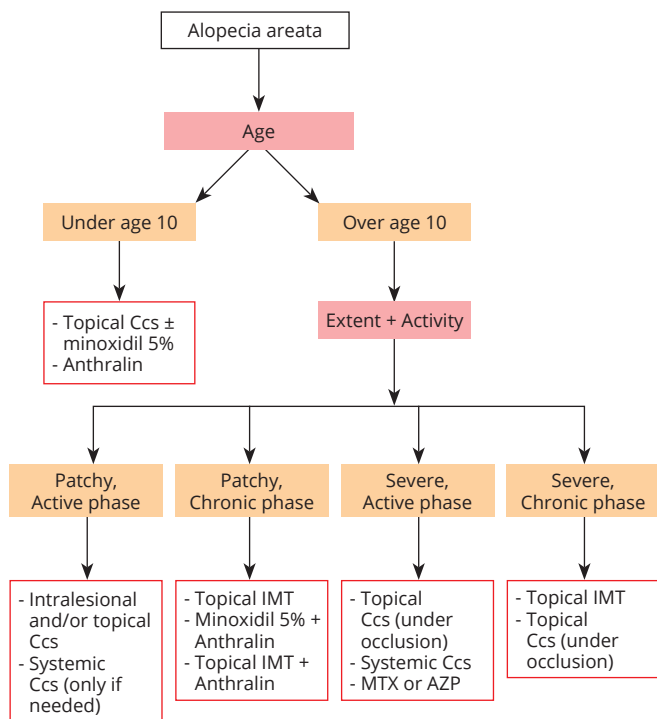 Alopecia areata
Age
Under age 10
Over age 10
- Topical Ccs ±
minoxidil 5%
- Anthralin
Extent + Activity
Patchy,
Active phase
Patchy,
Chronic phase
Severe,
Active phase
Severe,
Chronic phase
- Intralesional
and/or topical
Ccs
- Systemic
Ccs (only if
needed)
- Topical IMT
- Minoxidil 5% +
Anthralin
- Topical IMT +
Anthralin
- Topical
Ccs (under
occlusion)
- Systemic Ccs
- MTX or AZP
- Topical IMT
- Topical
Ccs (under
occlusion)